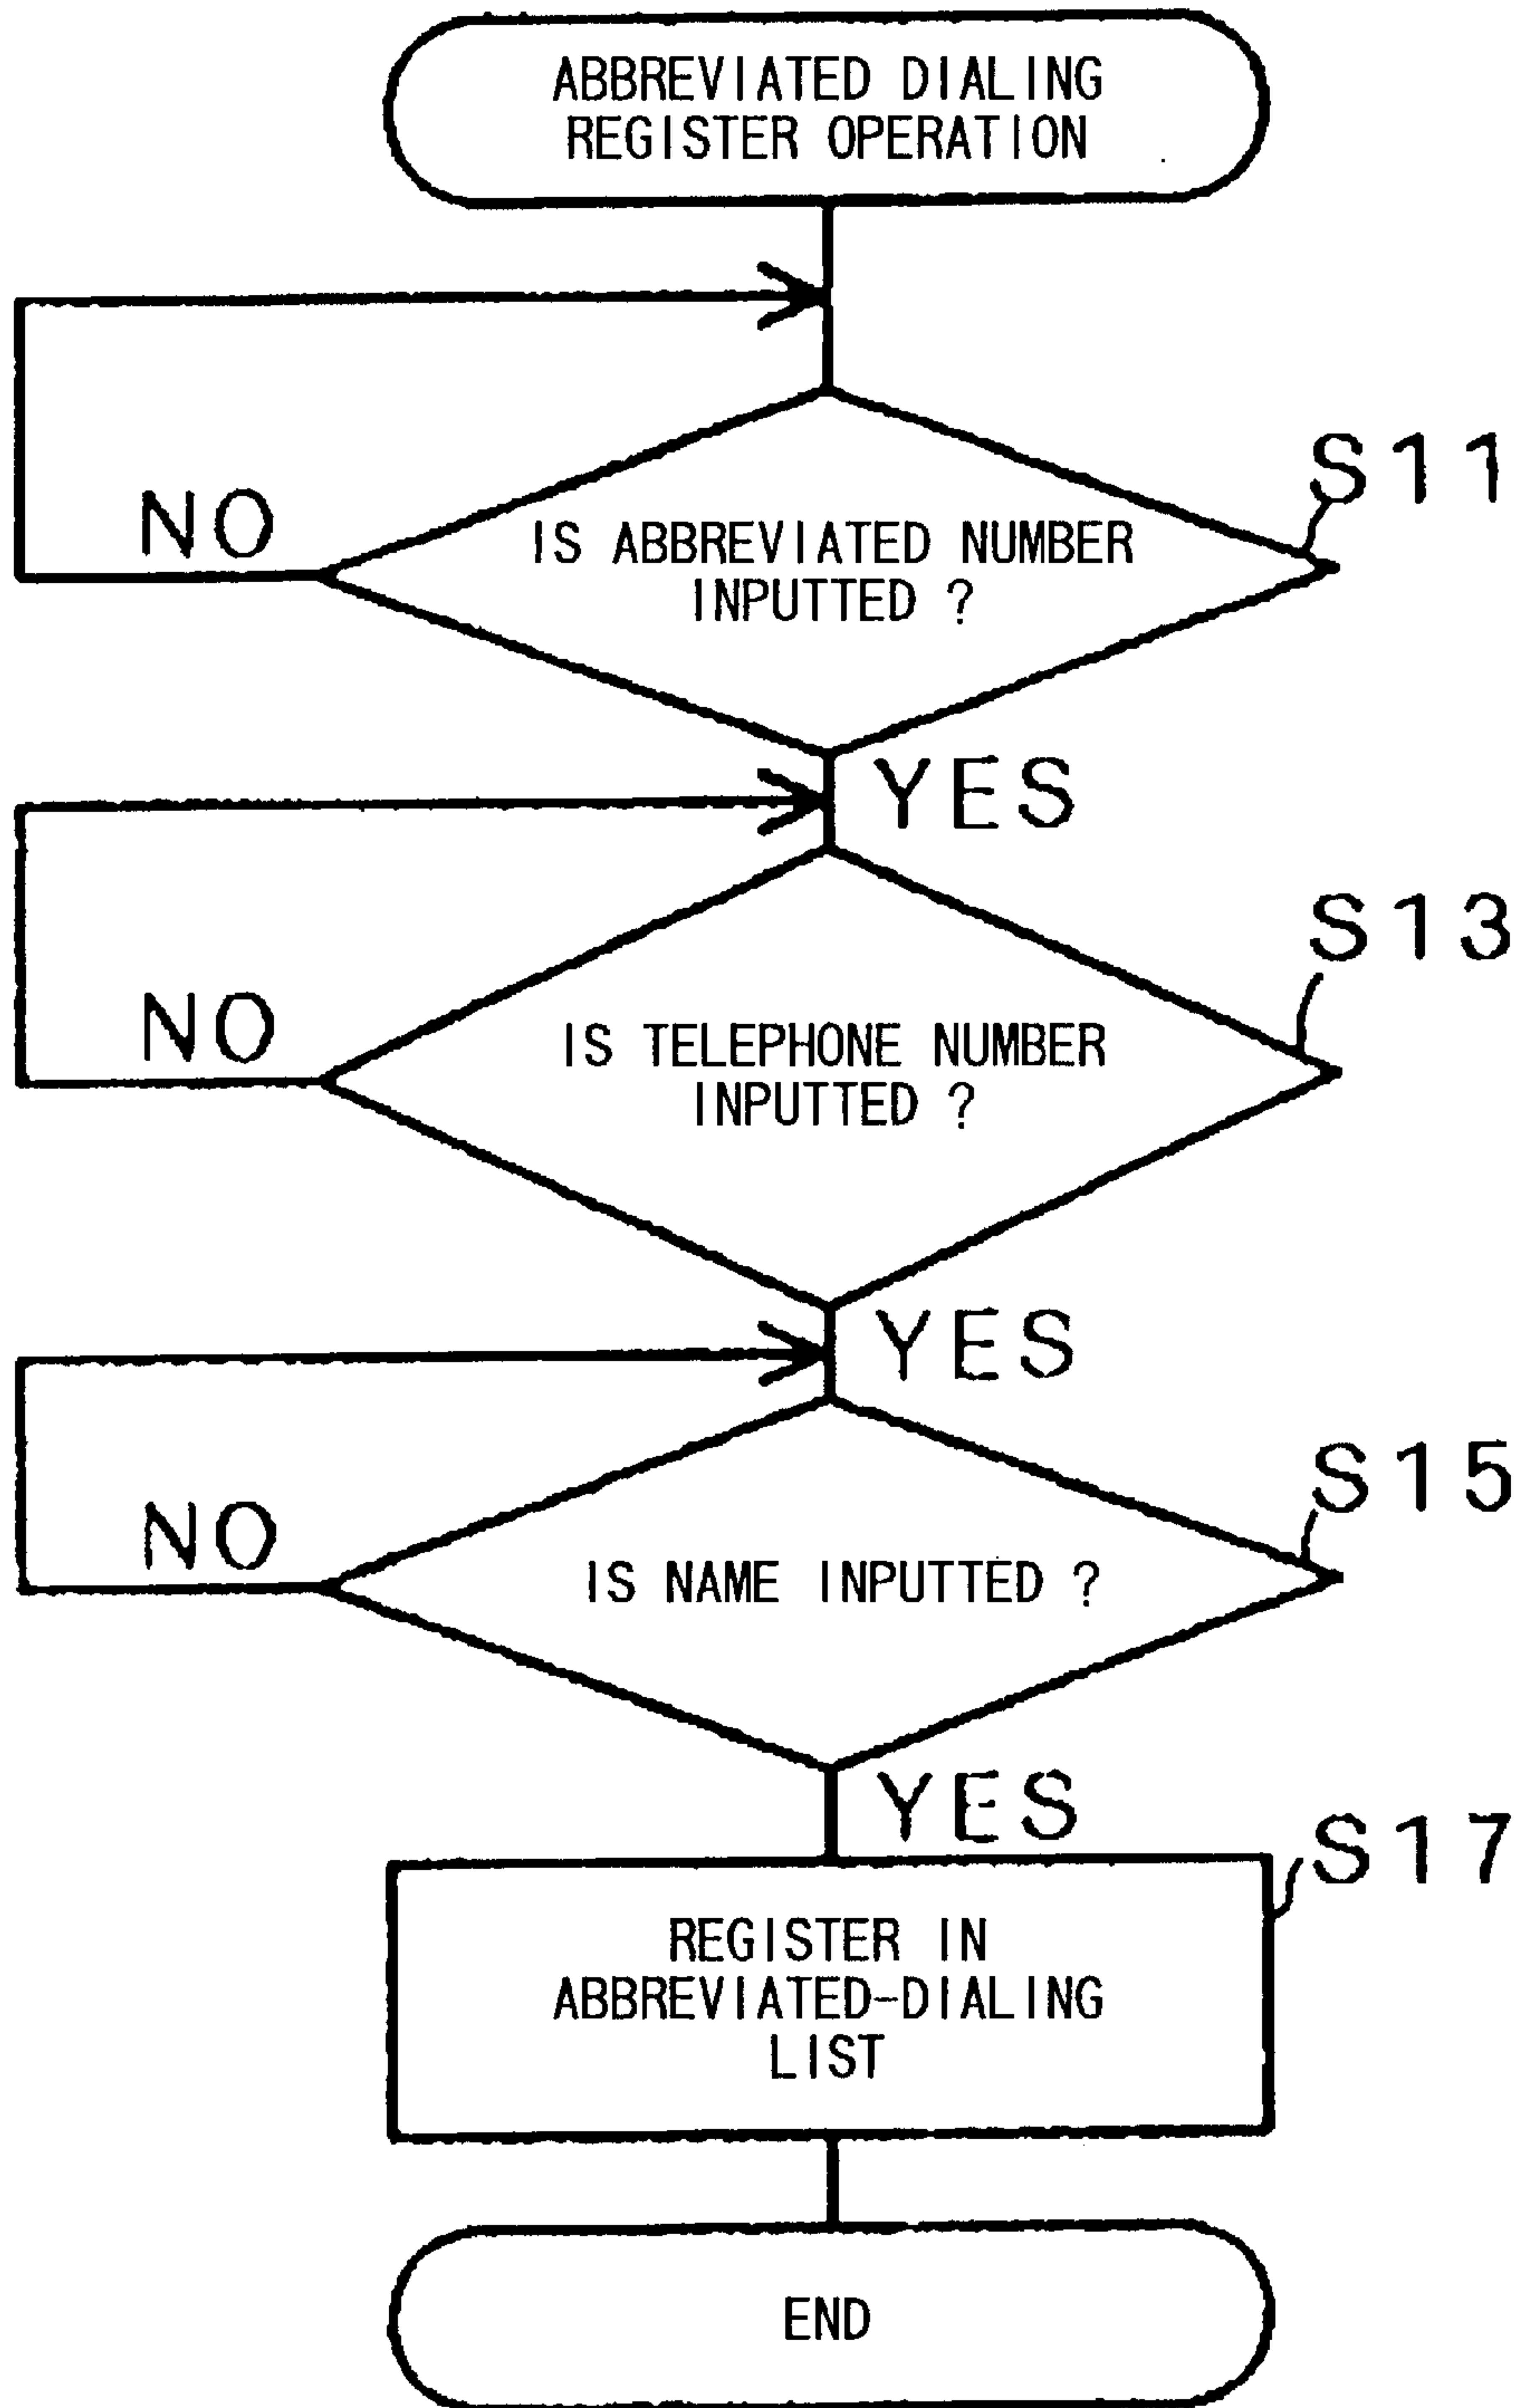 ABBREVIATED DIALING
REGISTER OPERATION
S11
NO
IS ABBREVIATED NUMBER
INPUTTED ?
YES
S13
NO
IS TELEPHONE NUMBER
INPUTTED ?
YES
S15
NO
IS NAME INPUTTED ?
YES
S17
REGISTER IN
ABBREVIATED-DIALING
LIST
END